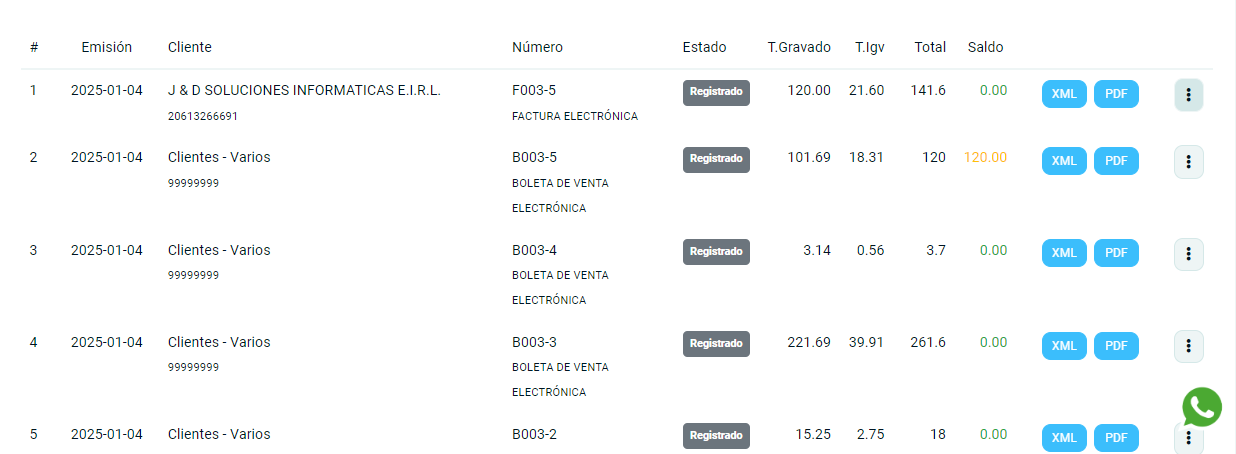 # Emisión Cliente Número Estado T.Gravado T.Igv Total Saldo
1 2025-01-04 J & D SOLUCIONES INFORMATICAS E.I.R.L. F003-5 Registrado 120.00 21.60 141.6 0.00 XML PDF
20613266691 FACTURA ELECTRÓNICA
2 2025-01-04 Clientes - Varios B003-5 Registrado 101.69 18.31 120 120.00 XML PDF
99999999 BOLETA DE VENTA
ELECTRÓNICA
3 2025-01-04 Clientes - Varios B003-4 Registrado 3.14 0.56 3.7 0.00 XML PDF
99999999 BOLETA DE VENTA
ELECTRÓNICA
4 2025-01-04 Clientes - Varios B003-3 Registrado 221.69 39.91 261.6 0.00 XML PDF
99999999 BOLETA DE VENTA
ELECTRÓNICA
5 2025-01-04 Clientes - Varios B003-2 Registrado 15.25 2.75 18 0.00 XML PDF